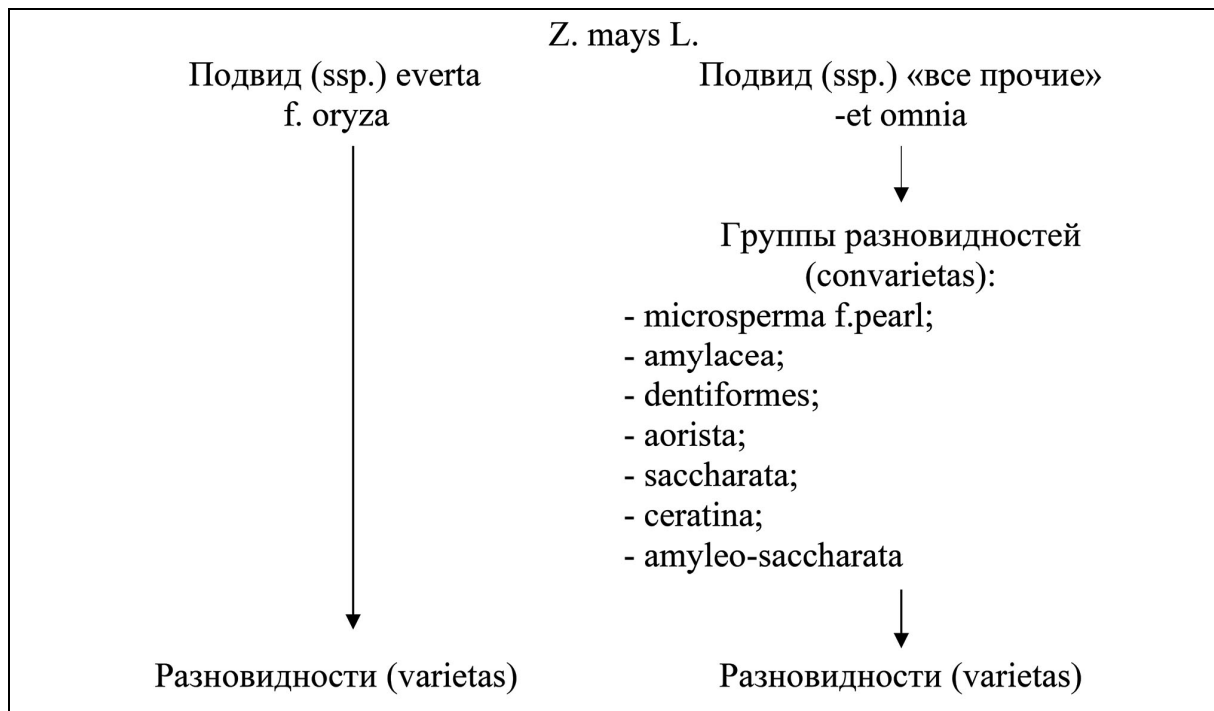 Z. mays L.
Подвид (ssp.) everta
f. oryza
Подвид (ssp.) «все прочие»
-et omnia
Группы разновидностей
(convarietas):
- microsperma f.pearl;
- amylacea;
- dentiformes;
- aorista;
- saccharata;
- ceratina;
- amyleo-saccharata
Разновидности (varietas)
Разновидности (varietas)